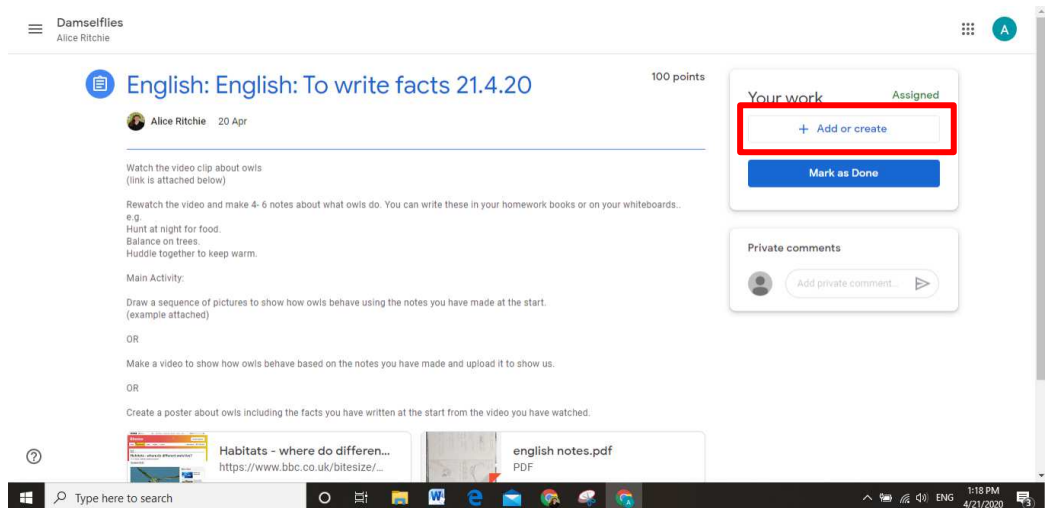 Damselflies
Alice Ritchie
A
English: English: To write facts 21.4.20
100 points
Alice Ritchie 20 Apr
Watch the video clip about owls
(link is attached below)
Rewatch the video and make 4- 6 notes about what owls do. You can write these in your homework books or on your whiteboards..
e.g.
Hunt at night for food.
Balance on trees.
Huddle together to keep warm.
Main Activity:
Draw a sequence of pictures to show how owls behave using the notes you have made at the start.
(example attached)
OR
Make a video to show how owls behave based on the notes you have made and upload it to show us.
OR
Create a poster about owls including the facts you have written at the start from the video you have watched.
Habitats - where do differen...
https://www.bbc.co.uk/bitesize/...
english notes.pdf
PDF
Your work
Assigned
+ Add or create
Mark as Done
Private comments
Add private comment...
Type here to search
ENG
1:18 PM
4/21/2020
3